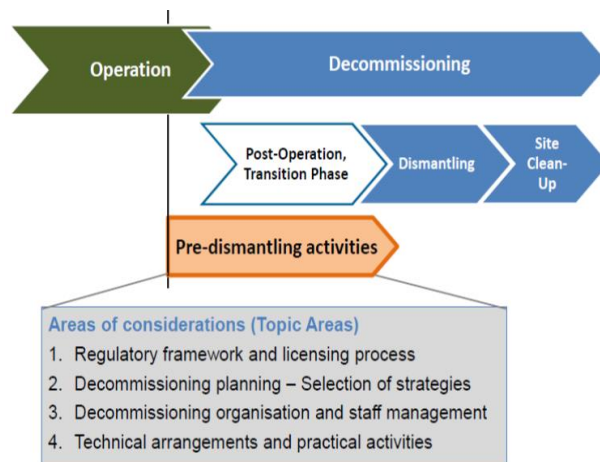 Operation
Decommissioning
Post-Operation,
Transition Phase
Dismantling
Site
Clean-
Up
Pre-dismantling activities
Areas of considerations (Topic Areas)
1. Regulatory framework and licensing process
2. Decommissioning planning – Selection of strategies
3. Decommissioning organisation and staff management
4. Technical arrangements and practical activities